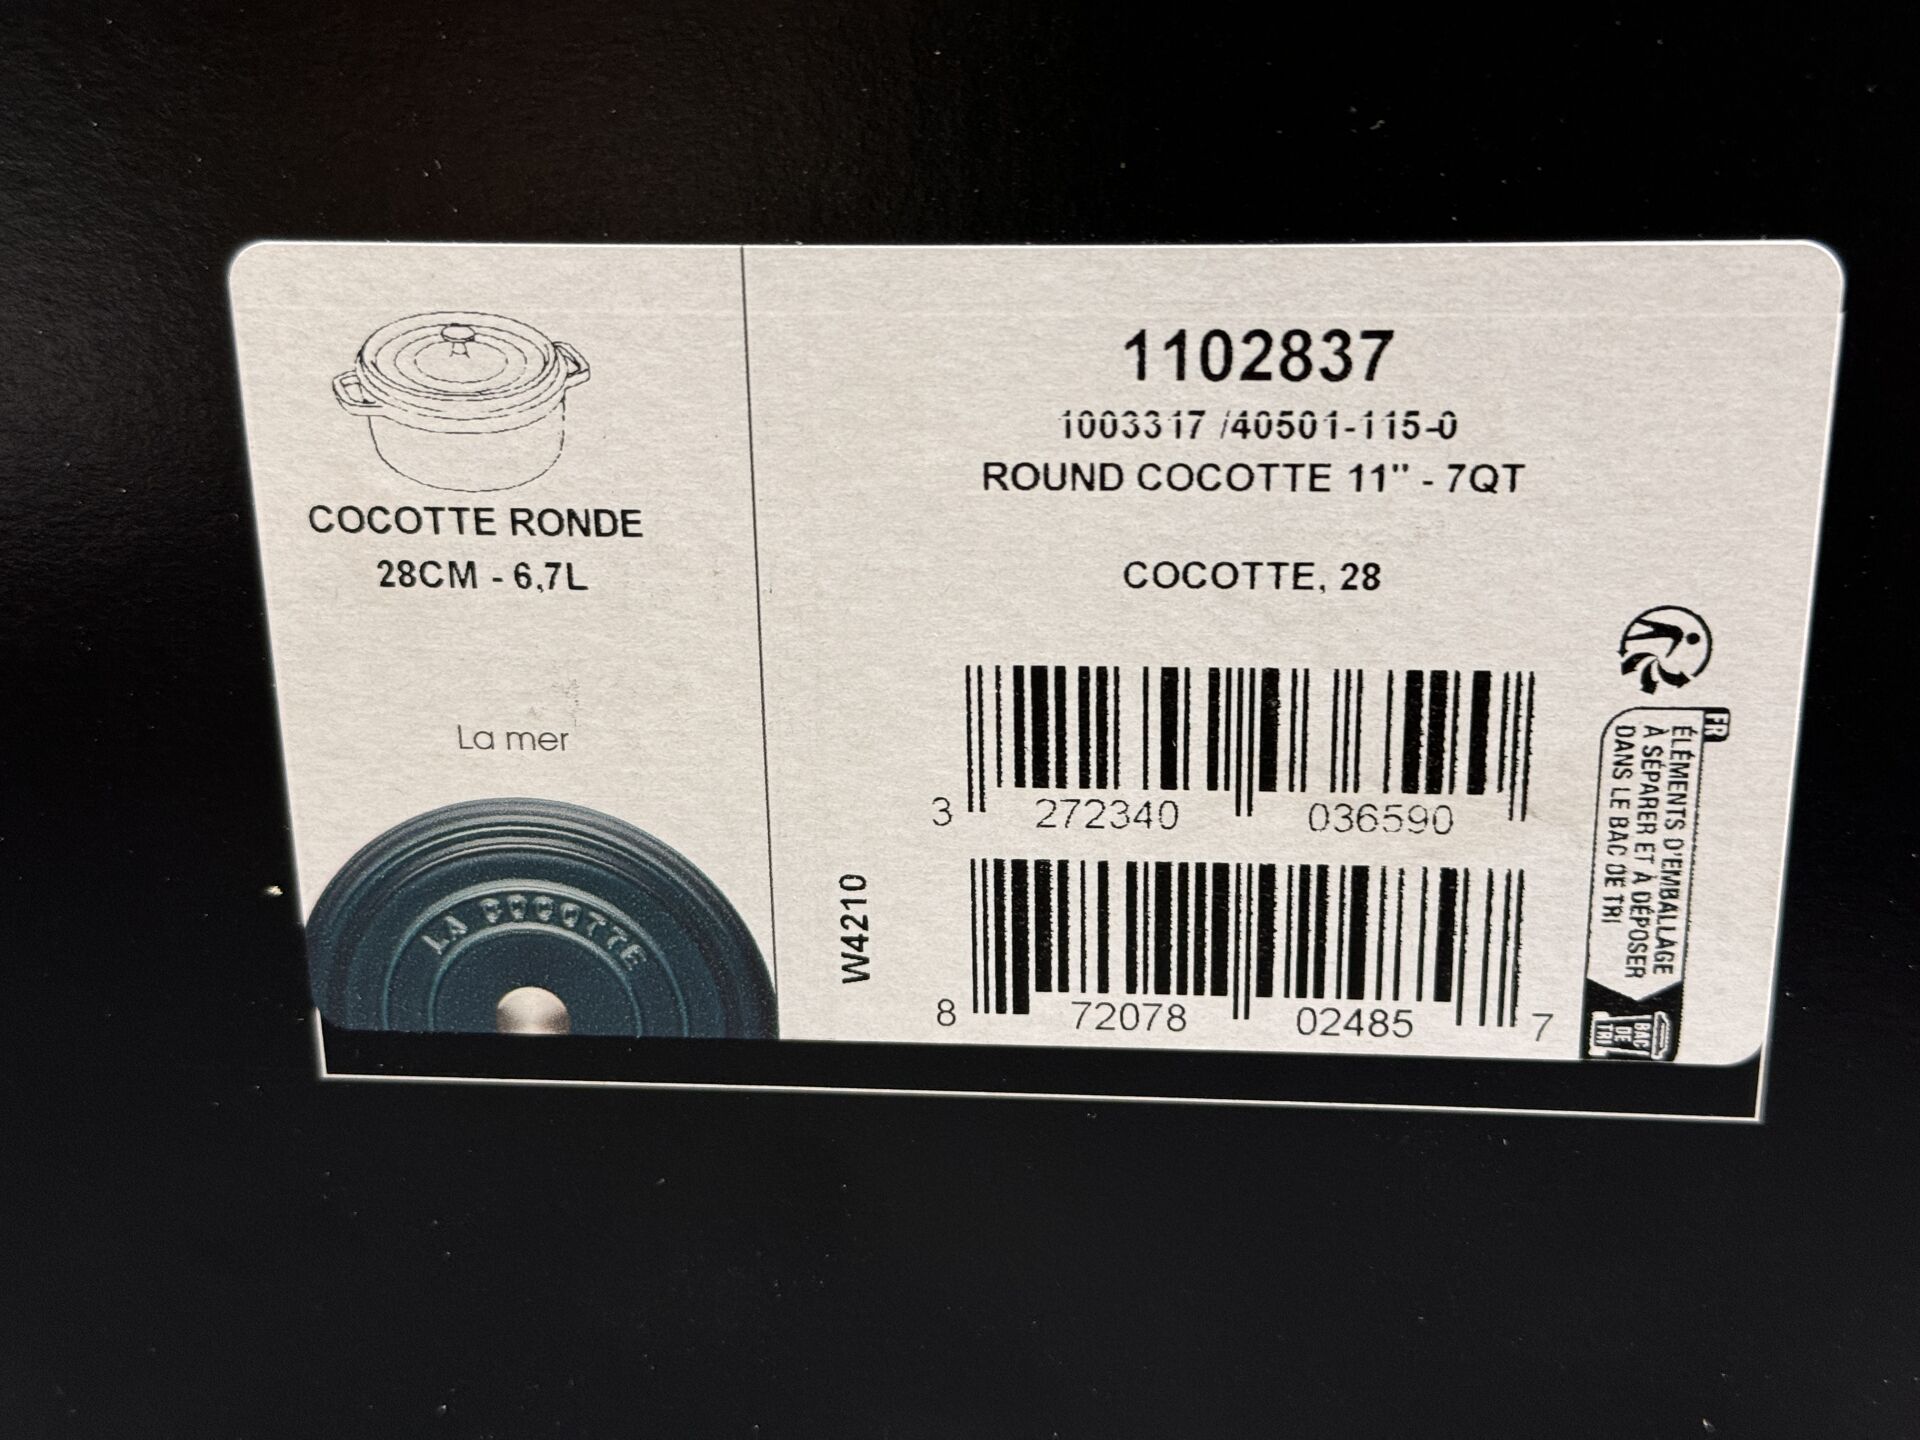 COCOTTE RONDE
28CM - 6,7L
La mer
LA COCOTTE
1102837
1003317 /40501-115-0
ROUND COCOTTE 11" - 7QT
COCOTTE, 28
3 272340 036590
W4210
8 72078 02485 7
FR
ÉLÉMENTS D'EMBALLAGE
À SÉPARER ET À DÉPOSER
DANS LE BAC DE TRI
BAC
DE
TRI